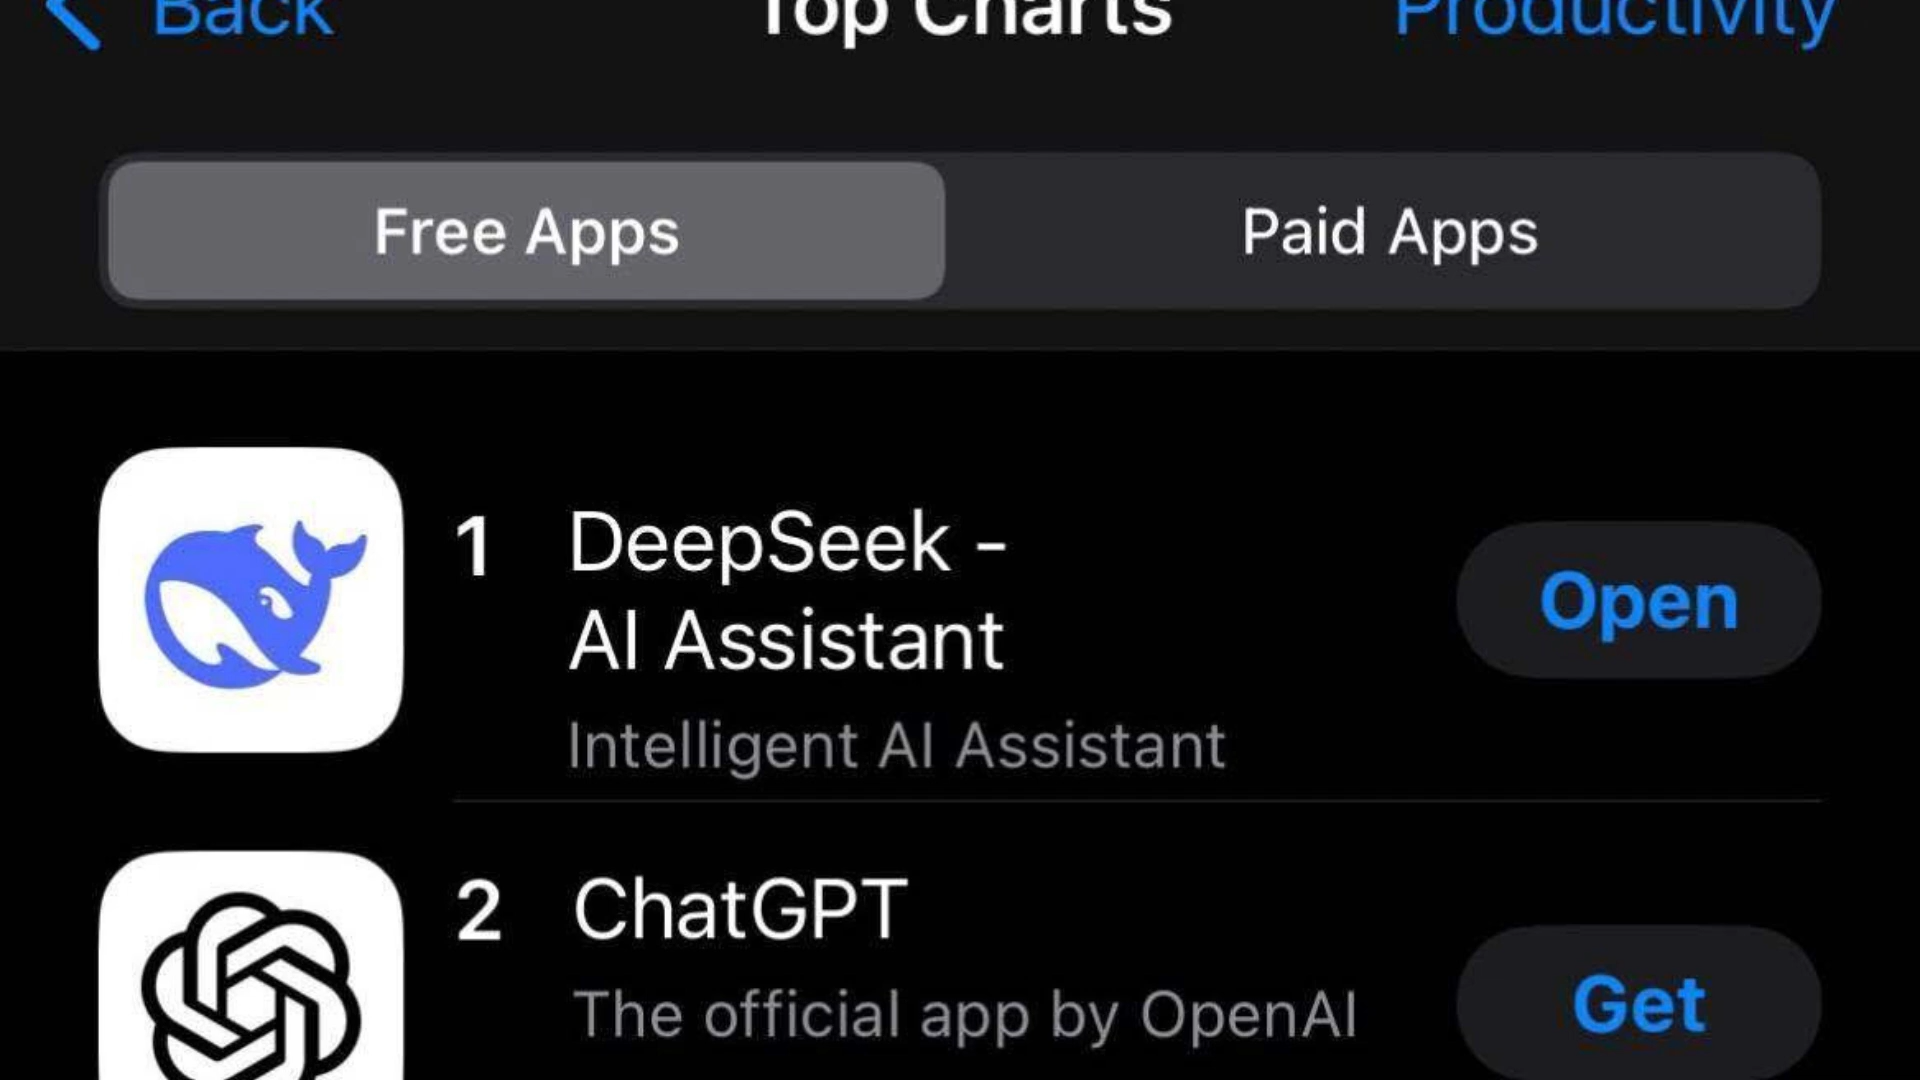 Back Top Charts Productivity
Free Apps Paid Apps
1 DeepSeek -
AI Assistant
Open
Intelligent AI Assistant
2 ChatGPT
The official app by OpenAI
Get